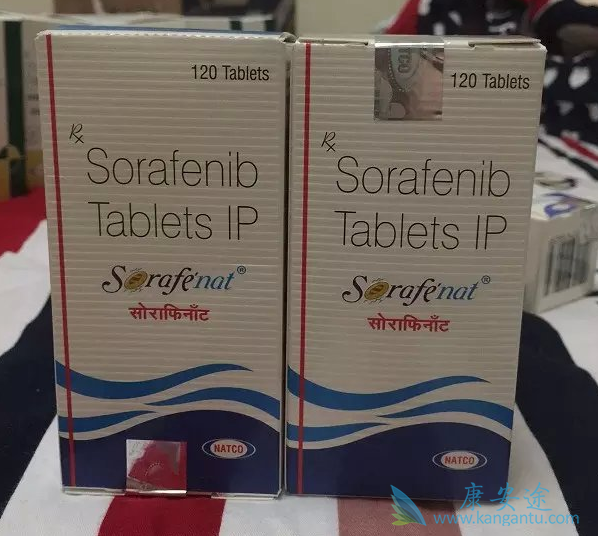 120 Tablets
Rx
Sorafenib
Tablets IP
Sorafenat®
सोराफिनाँट
NATCO
120 Tablets
Rx
Sorafenib
Tablets IP
Sorafenat®
सोराफिनाँट
NATCO
康安途
www.kangantu.com